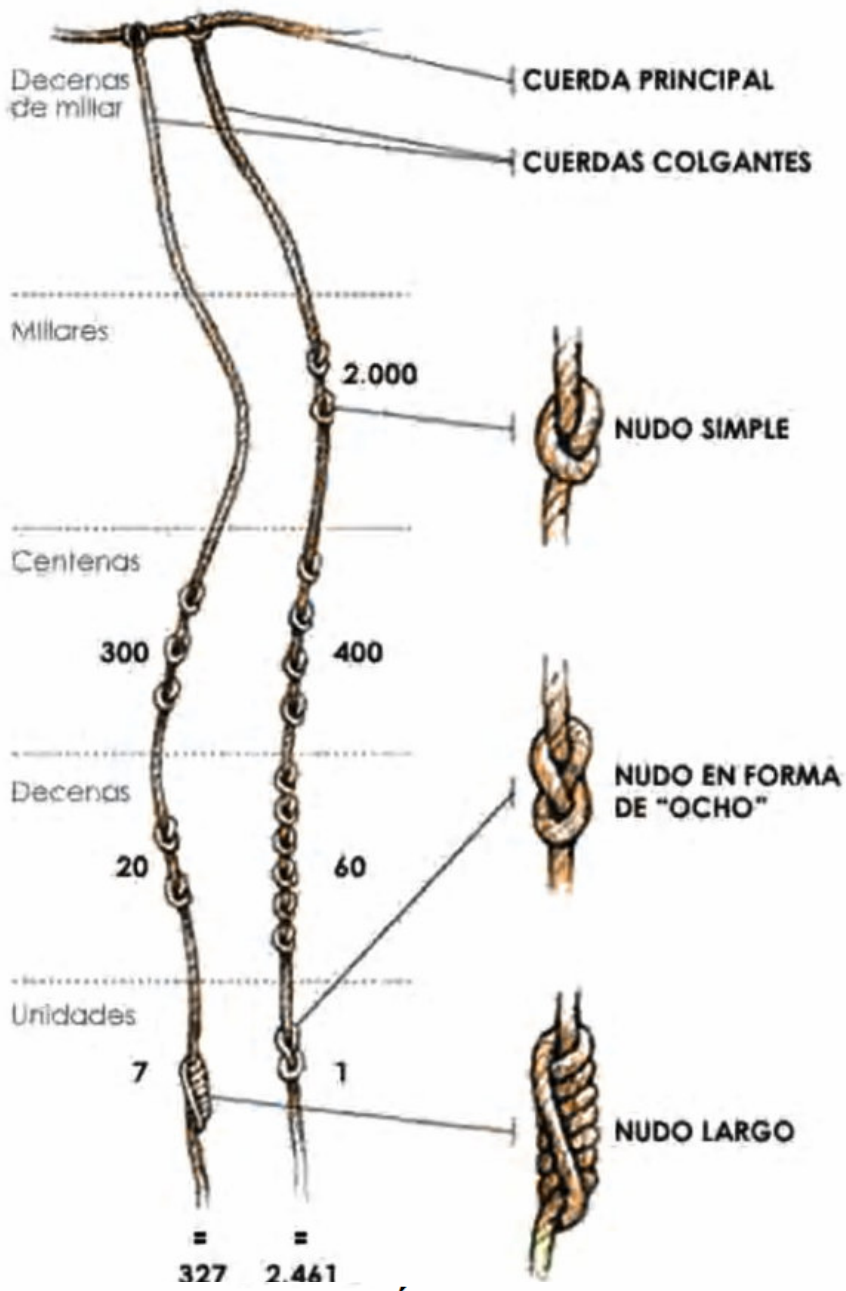 CUERDA PRINCIPAL
Decenas
de millar
CUERDAS COLGANTES
Millares
2.000
NUDO SIMPLE
Centenas
300
400
NUDO EN FORMA
DE "OCHO"
Decenas
20
60
Unidades
7
1
NUDO LARGO
= =
327 2.461